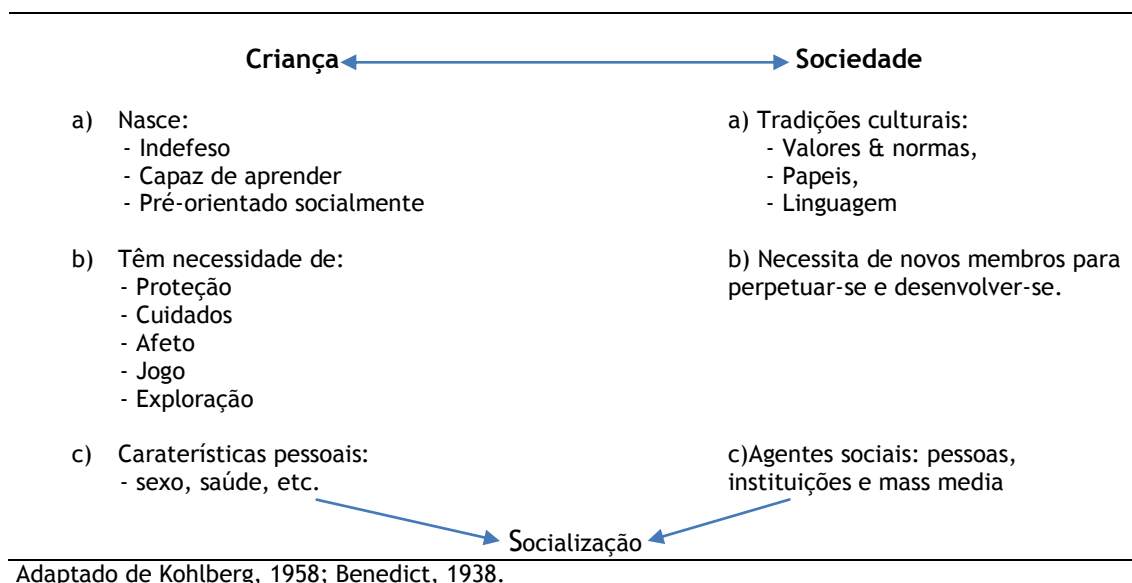 Criança Sociedade
a) Nasce:
- Indefeso
- Capaz de aprender
- Pré-orientado socialmente
a) Tradições culturais:
- Valores & normas,
- Papeis,
- Linguagem
b) Têm necessidade de:
- Proteção
- Cuidados
- Afeto
- Jogo
- Exploração
b) Necessita de novos membros para
perpetuar-se e desenvolver-se.
c) Caraterísticas pessoais:
- sexo, saúde, etc.
c)Agentes sociais: pessoas,
instituições e mass media
Socialização
Adaptado de Kohlberg, 1958; Benedict, 1938.